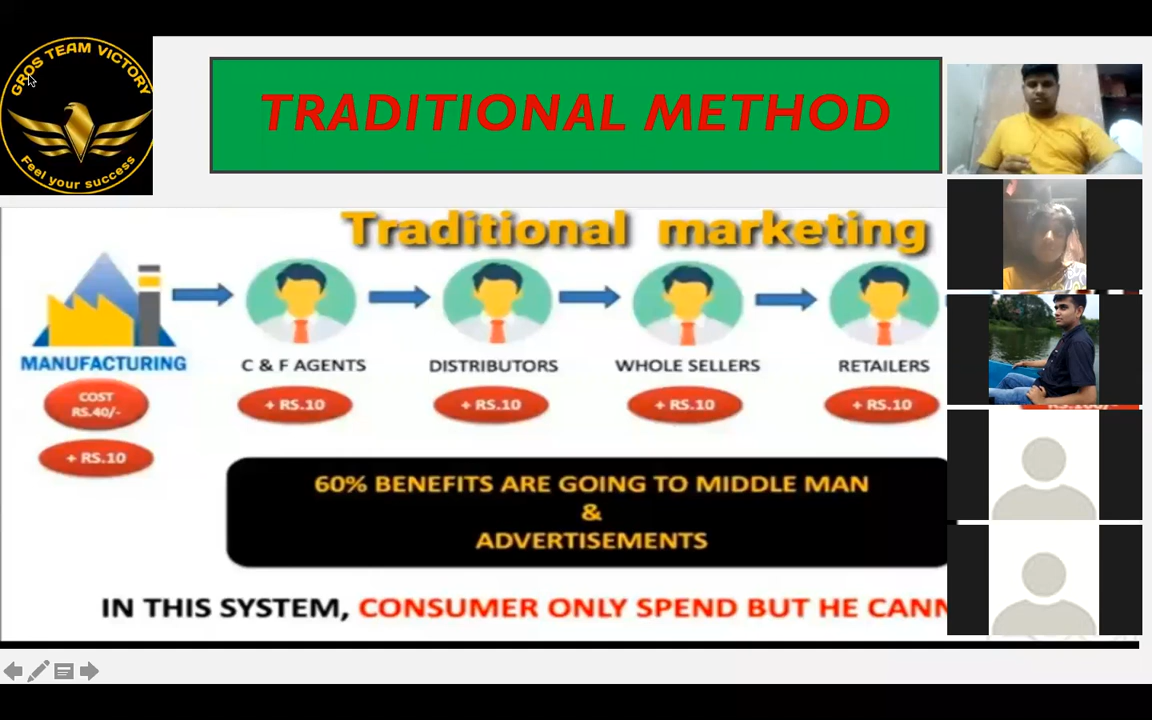 GROS TEAM VICTORY
Feel your success
TRADITIONAL METHOD
Traditional marketing
MANUFACTURING
C & F AGENTS
DISTRIBUTORS
WHOLE SELLERS
RETAILERS
COST
RS.40/-
+ RS.10
+ RS.10
+ RS.10
+ RS.10
+ RS.10
60% BENEFITS ARE GOING TO MIDDLE MAN
&
ADVERTISEMENTS
IN THIS SYSTEM, CONSUMER ONLY SPEND BUT HE CANN